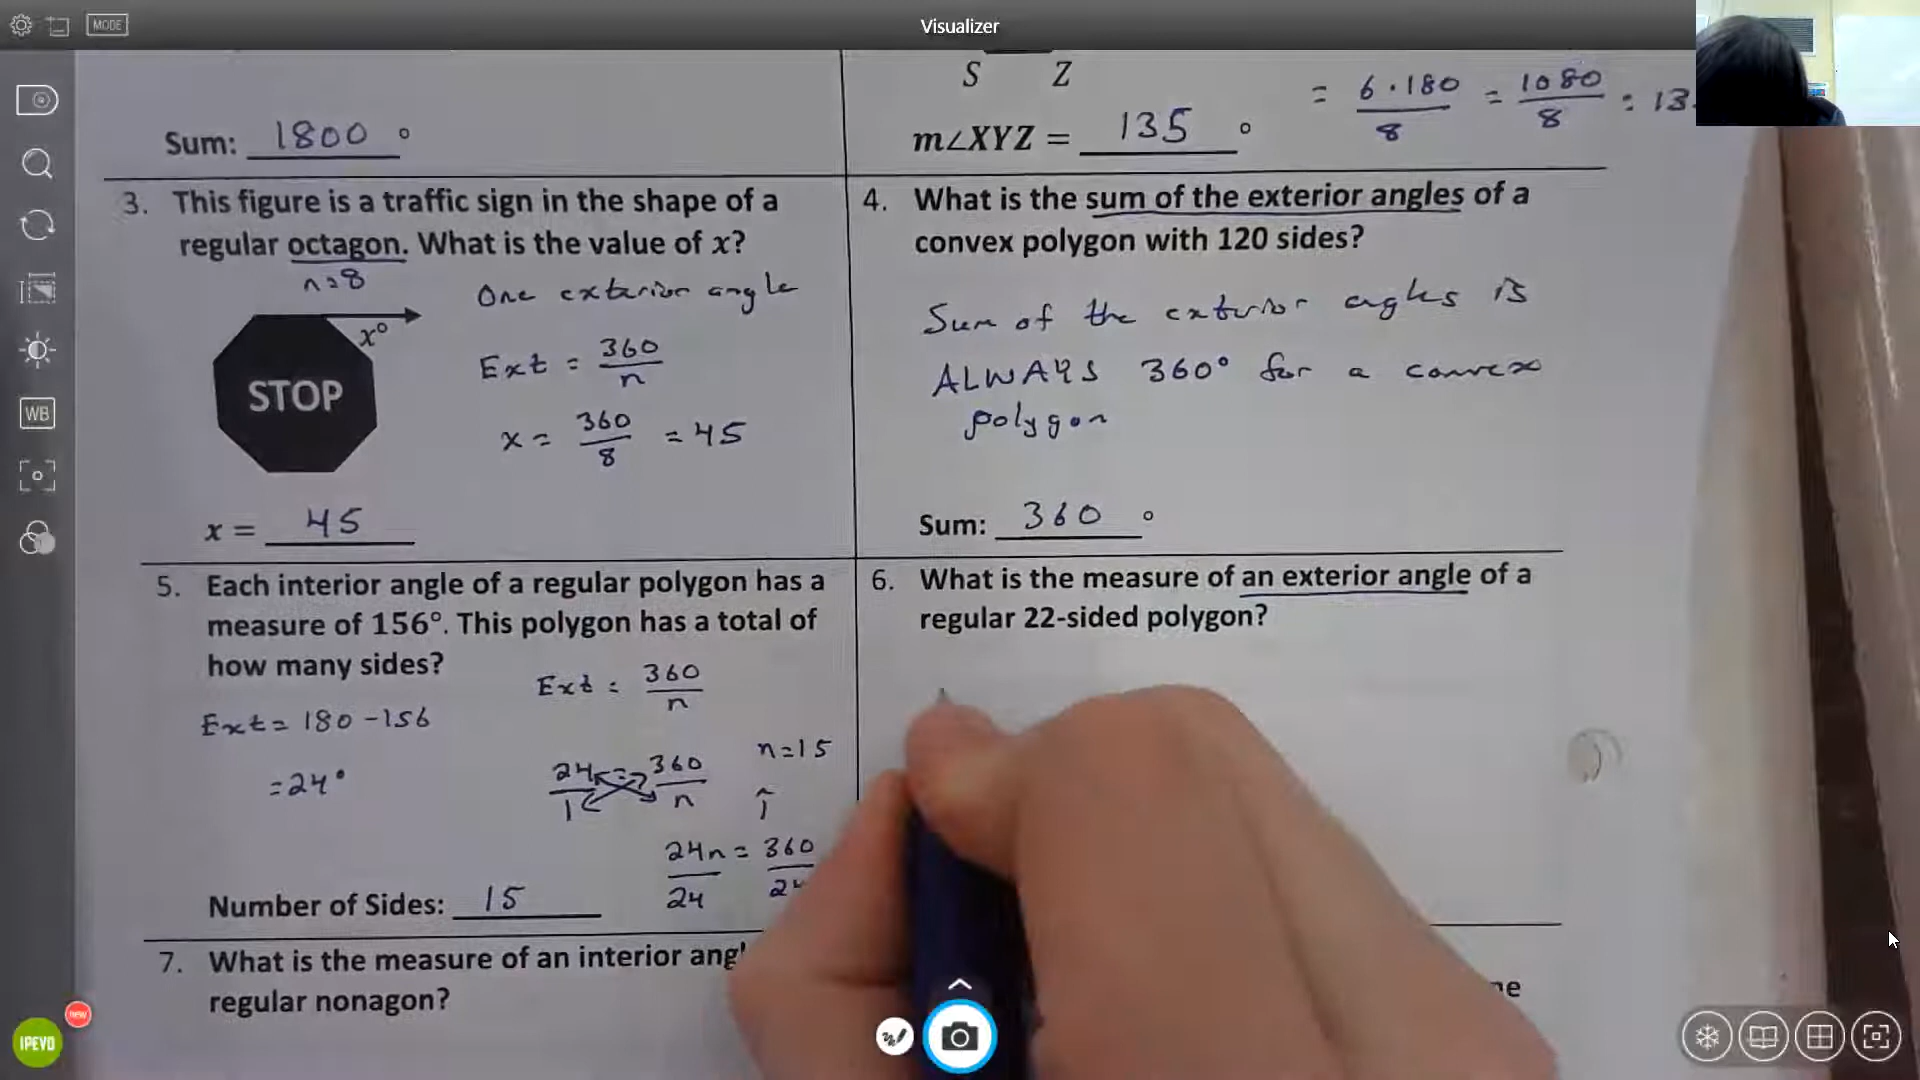 MODE
Visualizer
S Z
= 6 · 180 / 8 = 1080 / 8 = 13
Sum: 1800 °
m∠XYZ = 135 °
3. This figure is a traffic sign in the shape of a
regular octagon. What is the value of x?
n=8
One exterior angle
x°
Ext = 360 / n
STOP
x = 360 / 8 = 45
x = 45
4. What is the sum of the exterior angles of a
convex polygon with 120 sides?
Sum of the exterior agles is
ALWAYS 360° for a convex
polygon
Sum: 360 °
5. Each interior angle of a regular polygon has a
measure of 156°. This polygon has a total of
how many sides?
Ext = 360 / n
Ext = 180 - 156
= 24°
24 / 1 = 360 / n
n = 15
24n / 24 = 360 / 24
Number of Sides: 15
6. What is the measure of an exterior angle of a
regular 22-sided polygon?
7. What is the measure of an interior ang
regular nonagon?
WB
new
IPEVO